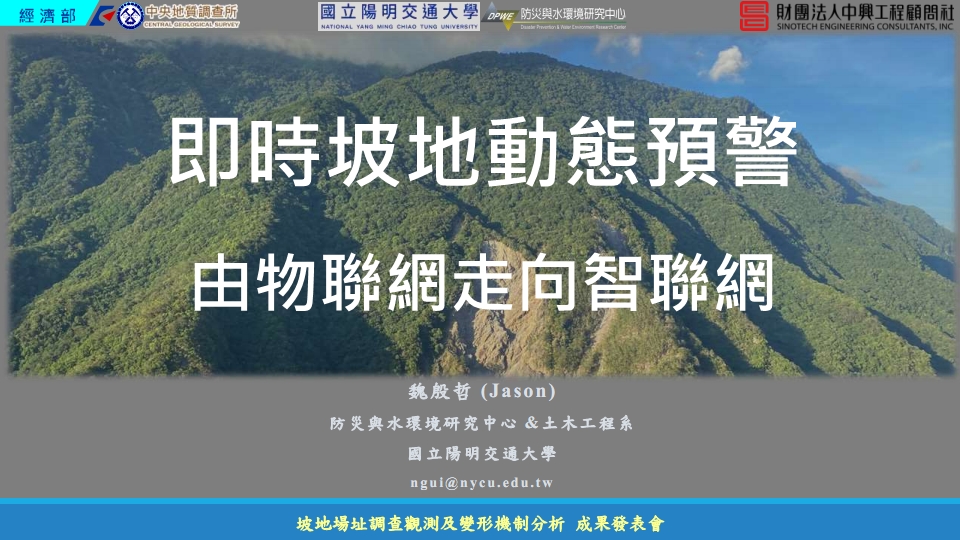 經濟部
中央地質調查所
CENTRAL GEOLOGICAL SURVEY
國立陽明交通大學
NATIONAL YANG MING CHIAO TUNG UNIVERSITY
DPWE
防災與水環境研究中心
Disaster Prevention & Water Environment Research Center
財團法人中興工程顧問社
SINOTECH ENGINEERING CONSULTANTS, INC
即時坡地動態預警
由物聯網走向智聯網
魏殷哲 (Jason)
防災與水環境研究中心 &土木工程系
國立陽明交通大學
ngui@nycu.edu.tw
坡地場址調查觀測及變形機制分析 成果發表會